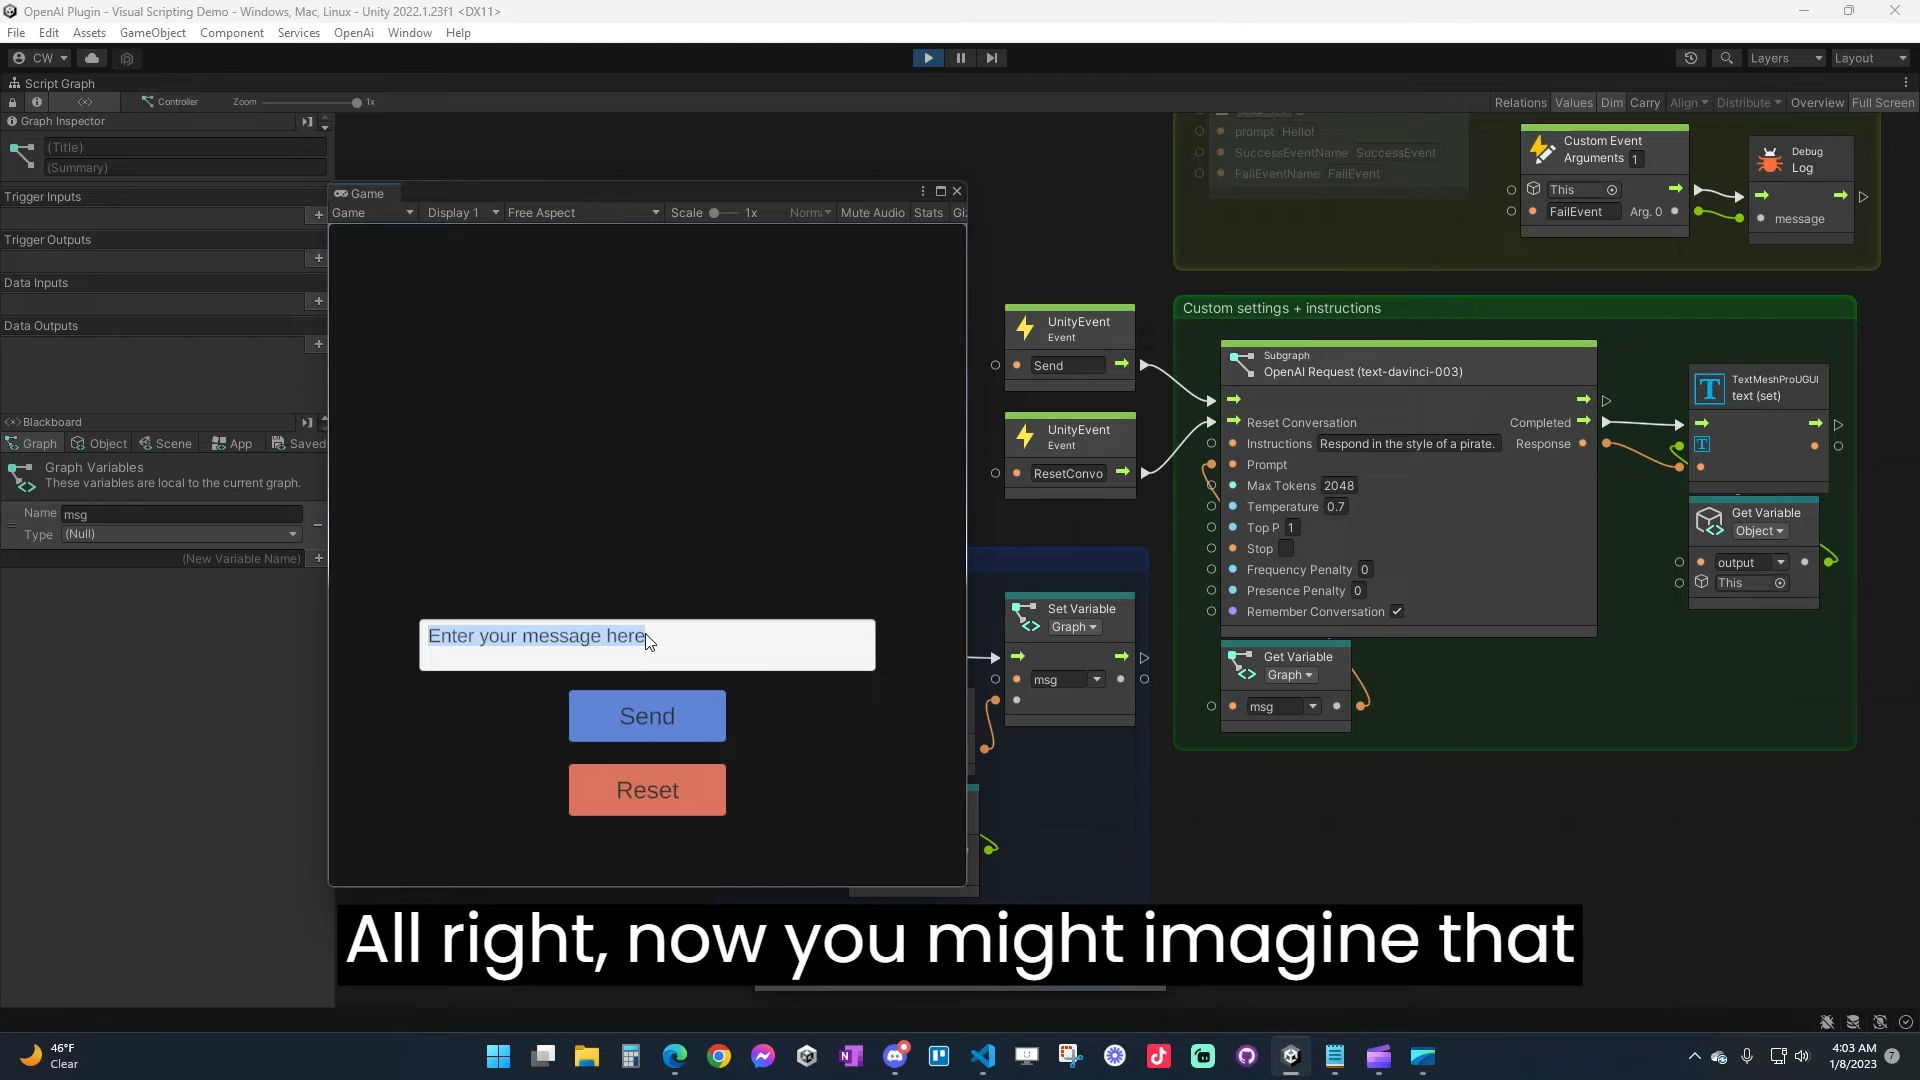 OpenAI Plugin - Visual Scripting Demo - Windows, Mac, Linux - Unity 2022.1.23f1 <DX11>
File Edit Assets GameObject Component Services OpenAi Window Help
CW
Layers Layout
Script Graph
Controller Zoom 1x
Relations Values Dim Carry Align Distribute Overview Full Screen
Graph Inspector
(Title)
(Summary)
Trigger Inputs
Trigger Outputs
Data Inputs
Data Outputs
Blackboard
Graph Object Scene App Saved
Graph Variables
These variables are local to the current graph.
Name msg
Type (Null)
(New Variable Name)
Game
Game Display 1 Free Aspect Scale 1x Mute Audio Stats
Enter your message here
Send
Reset
prompt Hello!
SuccessEventName SuccessEvent
FailEventName FailEvent
Custom Event
Arguments 1
This
FailEvent Arg. 0
Debug
Log
message
UnityEvent
Event
Send
UnityEvent
Event
ResetConvo
Set Variable
Graph
msg
Custom settings + instructions
Subgraph
OpenAI Request (text-davinci-003)
Reset Conversation Completed
Instructions Respond in the style of a pirate. Response
Prompt
Max Tokens 2048
Temperature 0.7
Top P 1
Stop
Frequency Penalty 0
Presence Penalty 0
Remember Conversation
Get Variable
Graph
msg
TextMeshProUGUI
text (set)
Get Variable
Object
output
This
All right, now you might imagine that
46°F
Clear
4:03 AM
1/8/2023
7